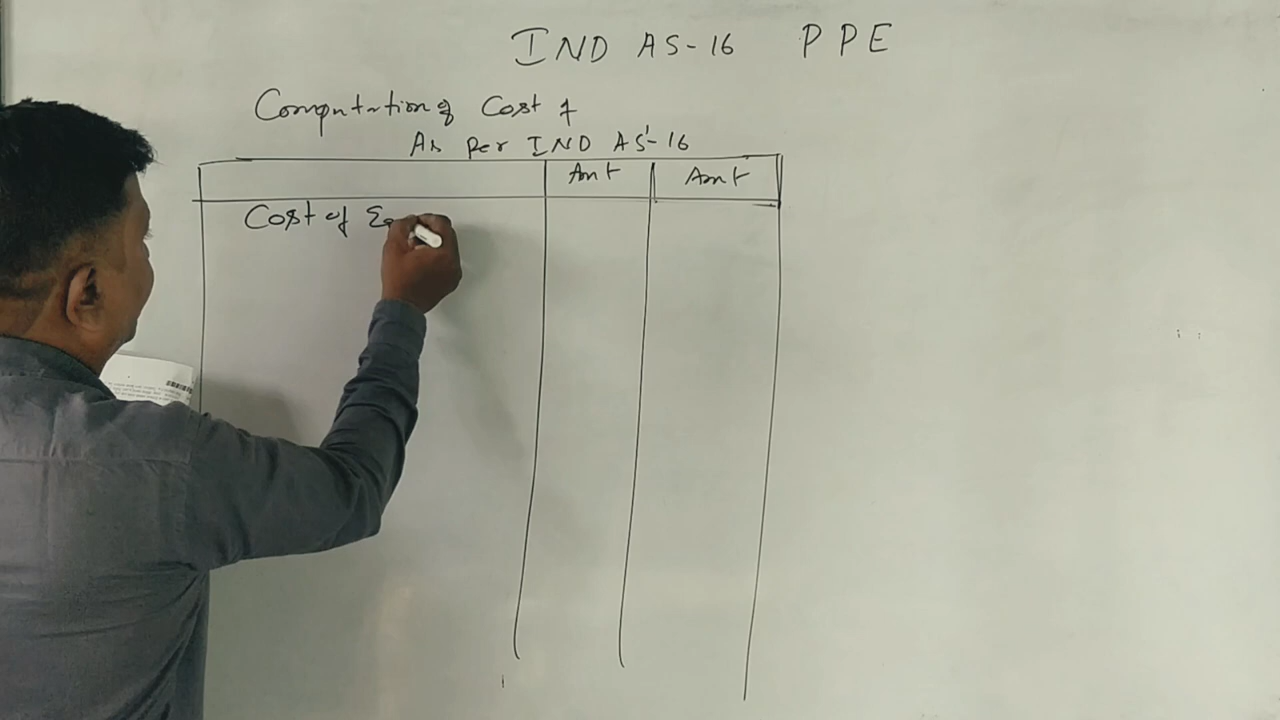 IND AS-16 PPE
Computation of Cost of
As Per IND AS-16
Amt Amt
Cost of